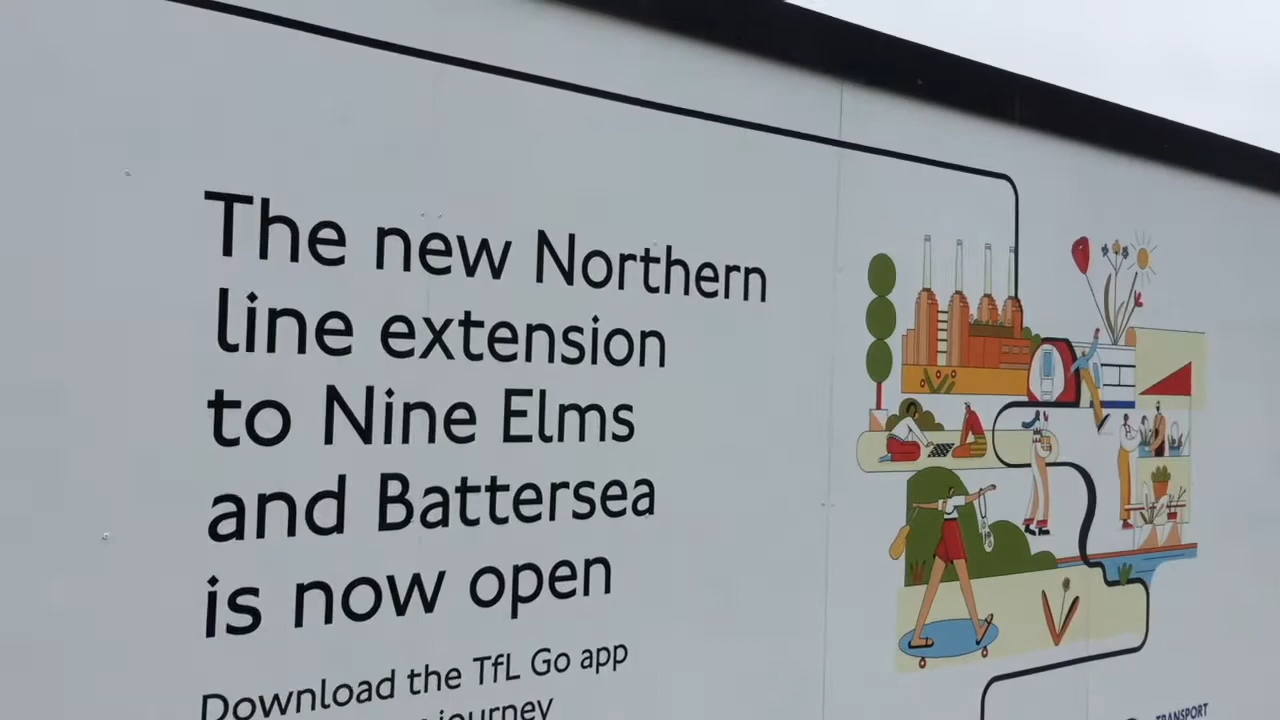 The new Northern
line extension
to Nine Elms
and Battersea
is now open
Download the TfL Go app
journey
TRANSPORT